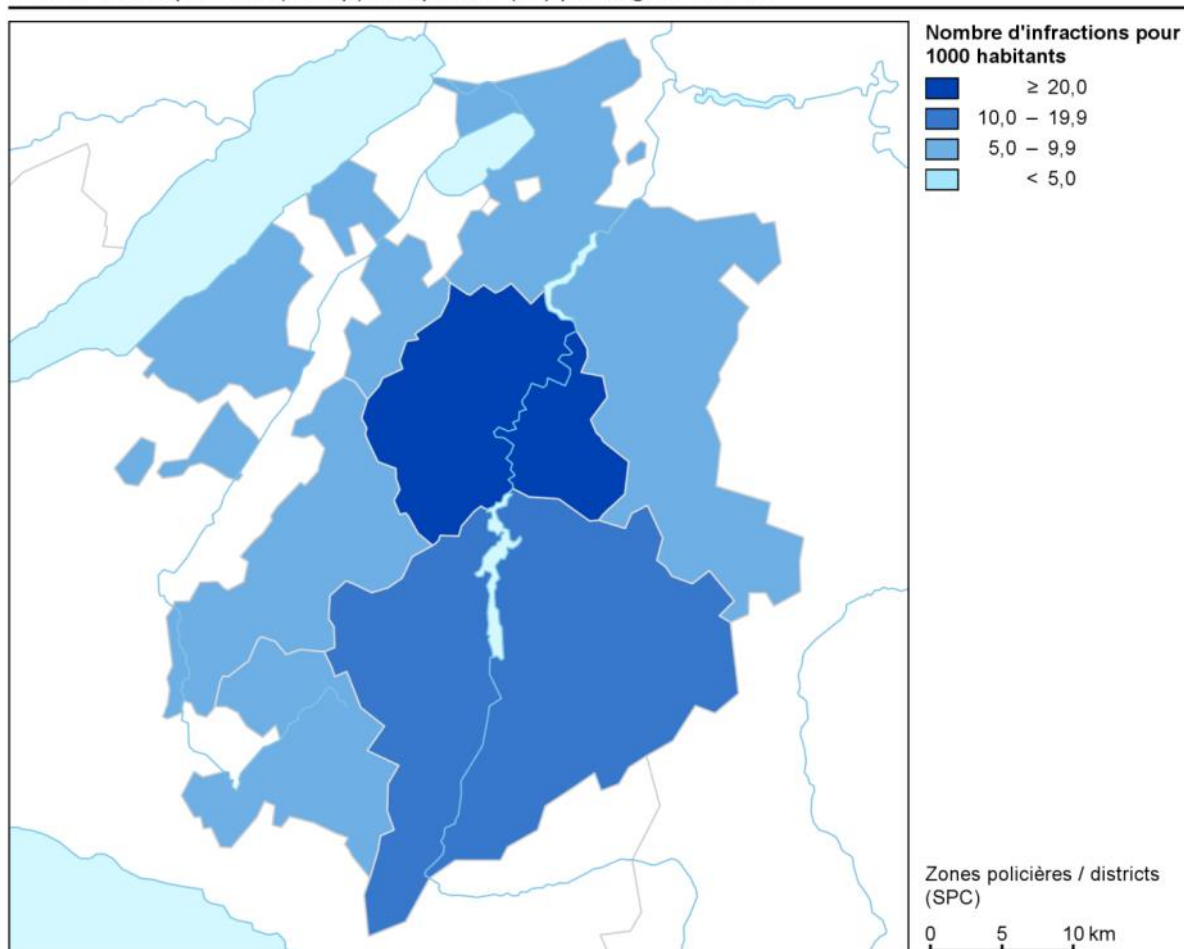 Nombre d'infractions pour
1000 habitants
≥ 20,0
10,0 – 19,9
5,0 – 9,9
< 5,0
Zones policières / districts
(SPC)
0 5 10 km